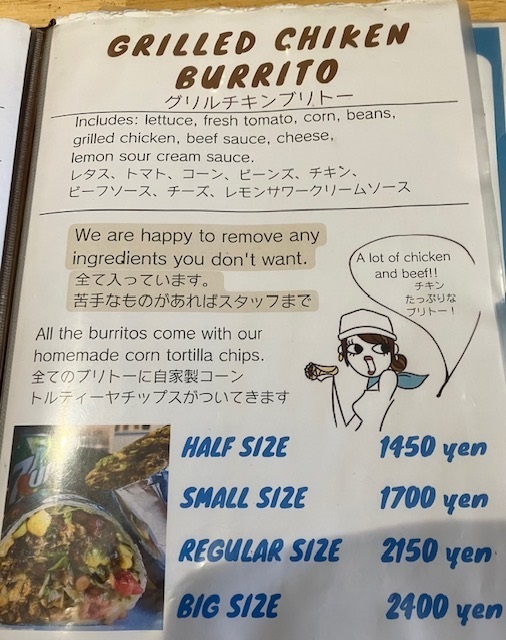 GRILLED CHIKEN
BURRITO
グリルチキンブリトー
Includes: lettuce, fresh tomato, corn, beans,
grilled chicken, beef sauce, cheese,
lemon sour cream sauce.
レタス、トマト、コーン、ビーンズ、チキン、
ビーフソース、チーズ、レモンサワークリームソース
We are happy to remove any
ingredients you don't want.
全て入っています。
苦手なものがあればスタッフまで
A lot of chicken
and beef!!
チキン
たっぷりな
ブリトー！
All the burritos come with our
homemade corn tortilla chips.
全てのブリトーに自家製コーン
トルティーヤチップスがついてきます
HALF SIZE 1450 yen
SMALL SIZE 1700 yen
REGULAR SIZE 2150 yen
BIG SIZE 2400 yen